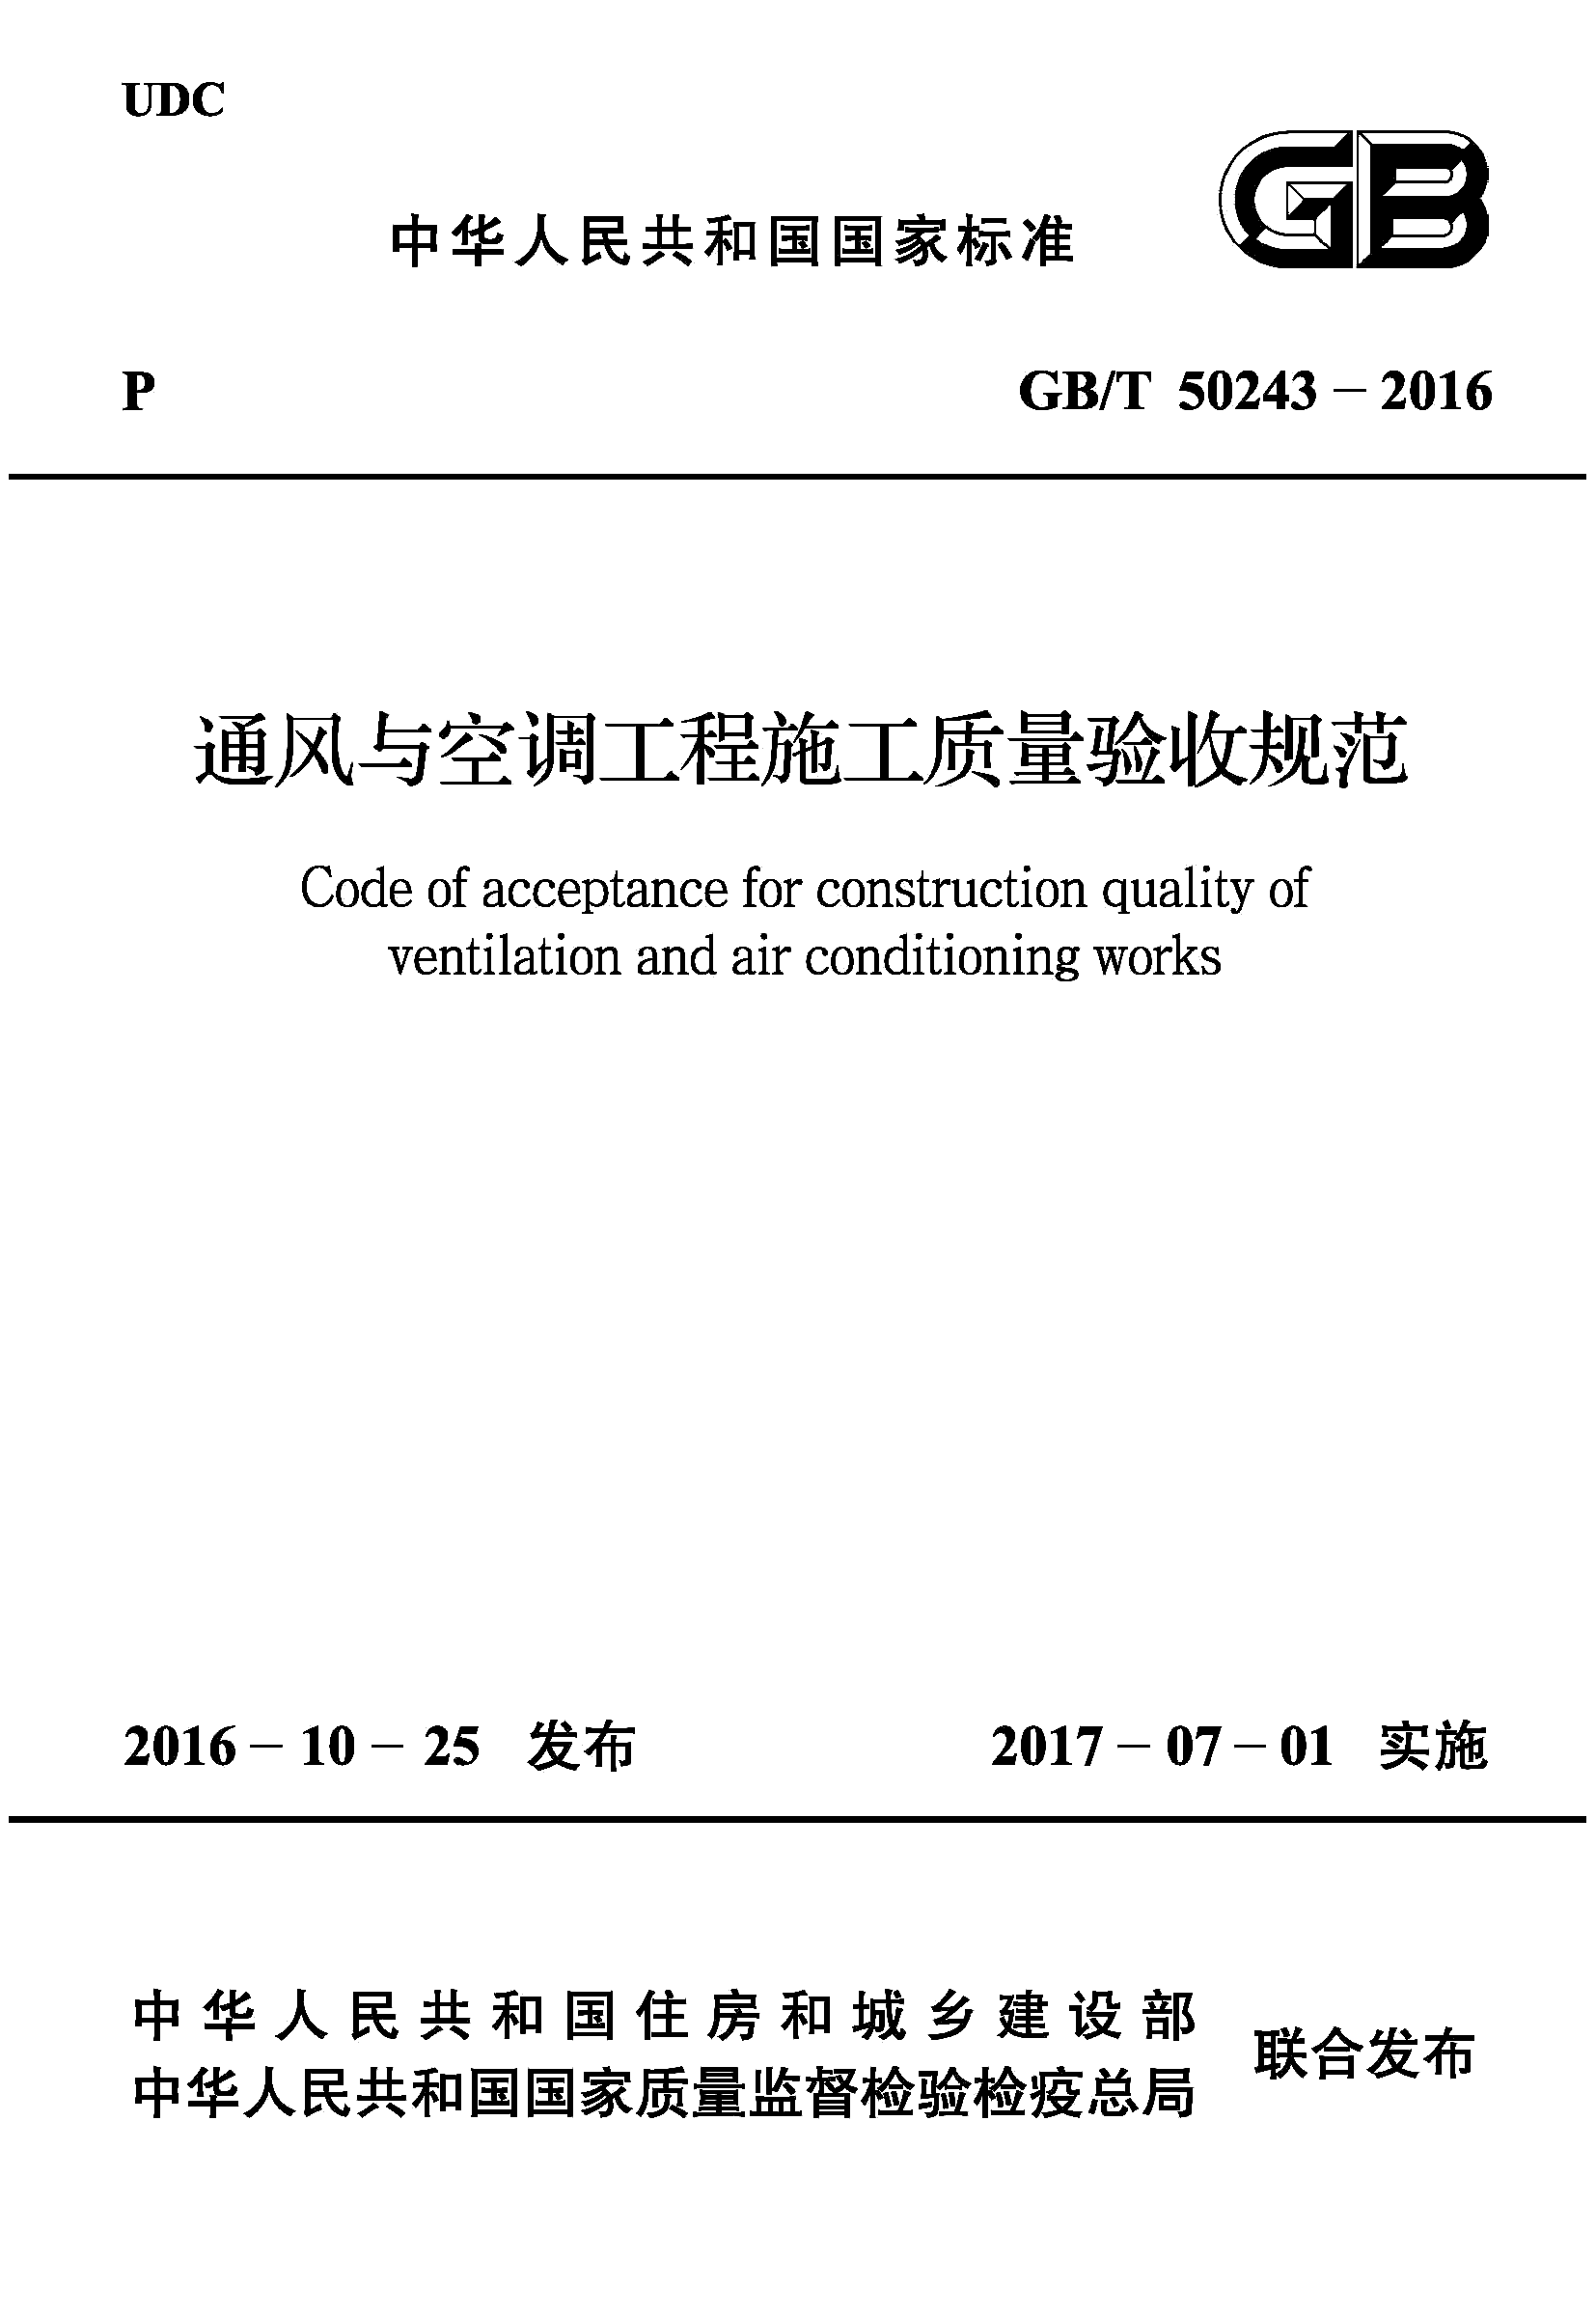 UDC
GB
中华人民共和国国家标准
P
GB/T 50243－2016
通风与空调工程施工质量验收规范
Code of acceptance for construction quality of
ventilation and air conditioning works
2016－10－25 发布
2017－07－01 实施
中华人民共和国住房和城乡建设部
中华人民共和国国家质量监督检验检疫总局
联合发布